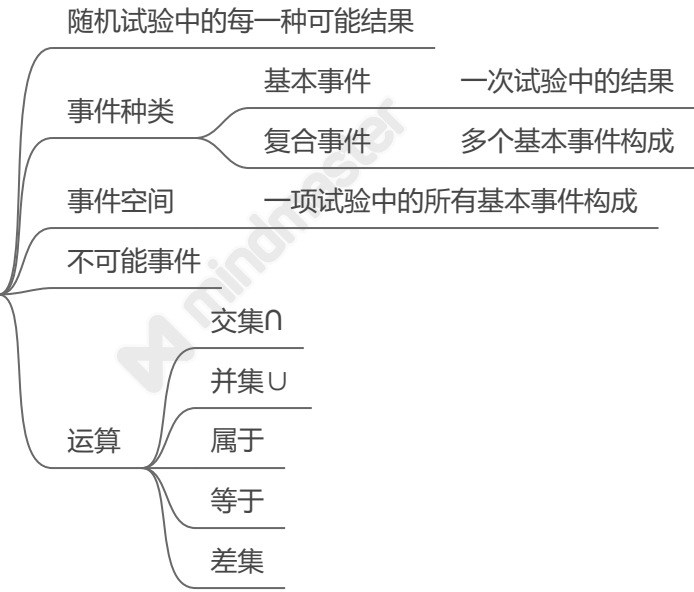 随机试验中的每一种可能结果
基本事件 一次试验中的结果
事件种类
复合事件 多个基本事件构成
事件空间 一项试验中的所有基本事件构成
不可能事件
交集∩
并集∪
属于
运算
等于
差集
mindmaster